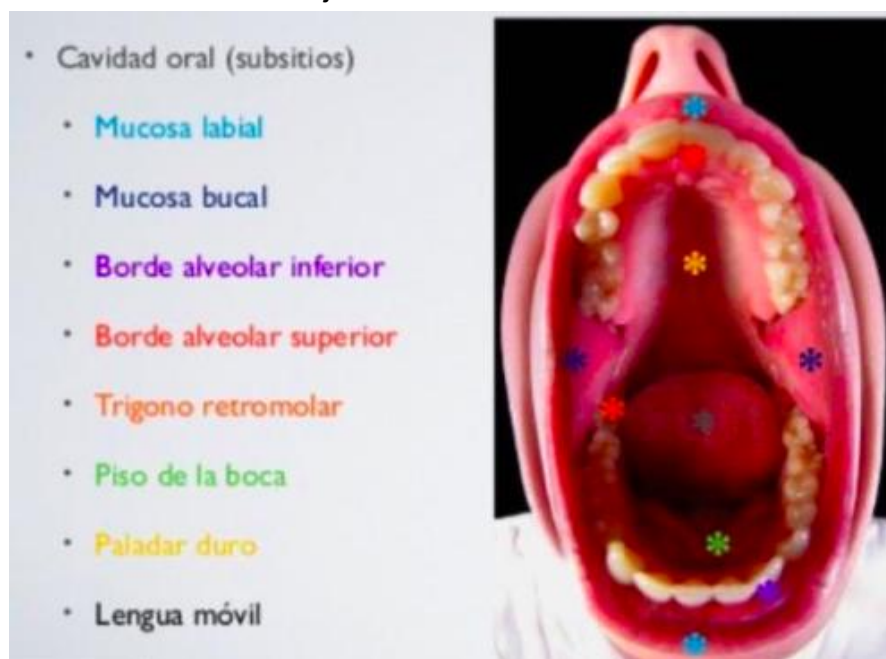 Cavidad oral (subsitios)
Mucosa labial
Mucosa bucal
Borde alveolar inferior
Borde alveolar superior
Trigono retromolar
Piso de la boca
Paladar duro
Lengua móvil